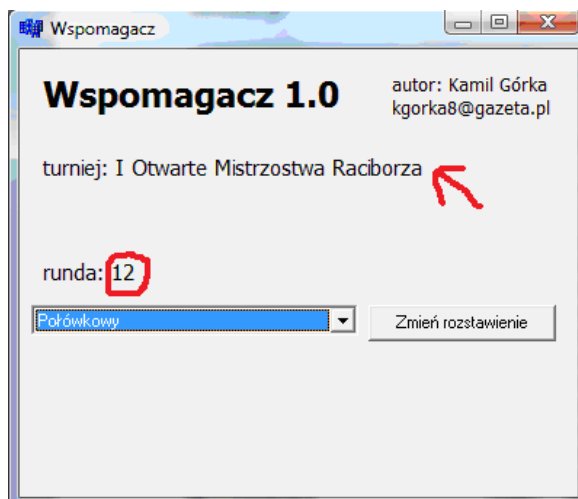 Wspomagacz
Wspomagacz 1.0
autor: Kamil Górka
kgorka8@gazeta.pl
turniej: I Otwarte Mistrzostwa Raciborza
runda: 12
Połówkowy
Zmień rozstawienie